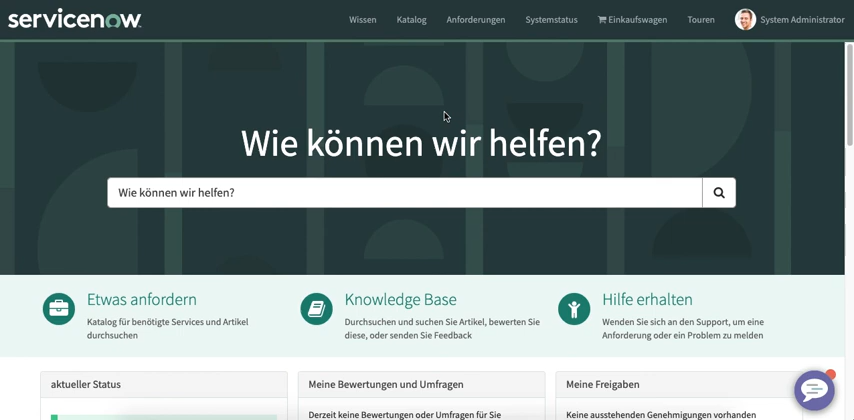 servicenow
Wissen Katalog Anforderungen Systemstatus Einkaufswagen Touren System Administrator
Wie können wir helfen?
Wie können wir helfen?
Etwas anfordern
Katalog für benötigte Services und Artikel
durchsuchen
Knowledge Base
Durchsuchen und suchen Sie Artikel, bewerten Sie
diese, oder senden Sie Feedback
Hilfe erhalten
Wenden Sie sich an den Support, um eine
Anforderung oder ein Problem zu melden
aktueller Status
Meine Bewertungen und Umfragen
Derzeit keine Bewertungen oder Umfragen für Sie
Meine Freigaben
Keine ausstehenden Genehmigungen vorhanden